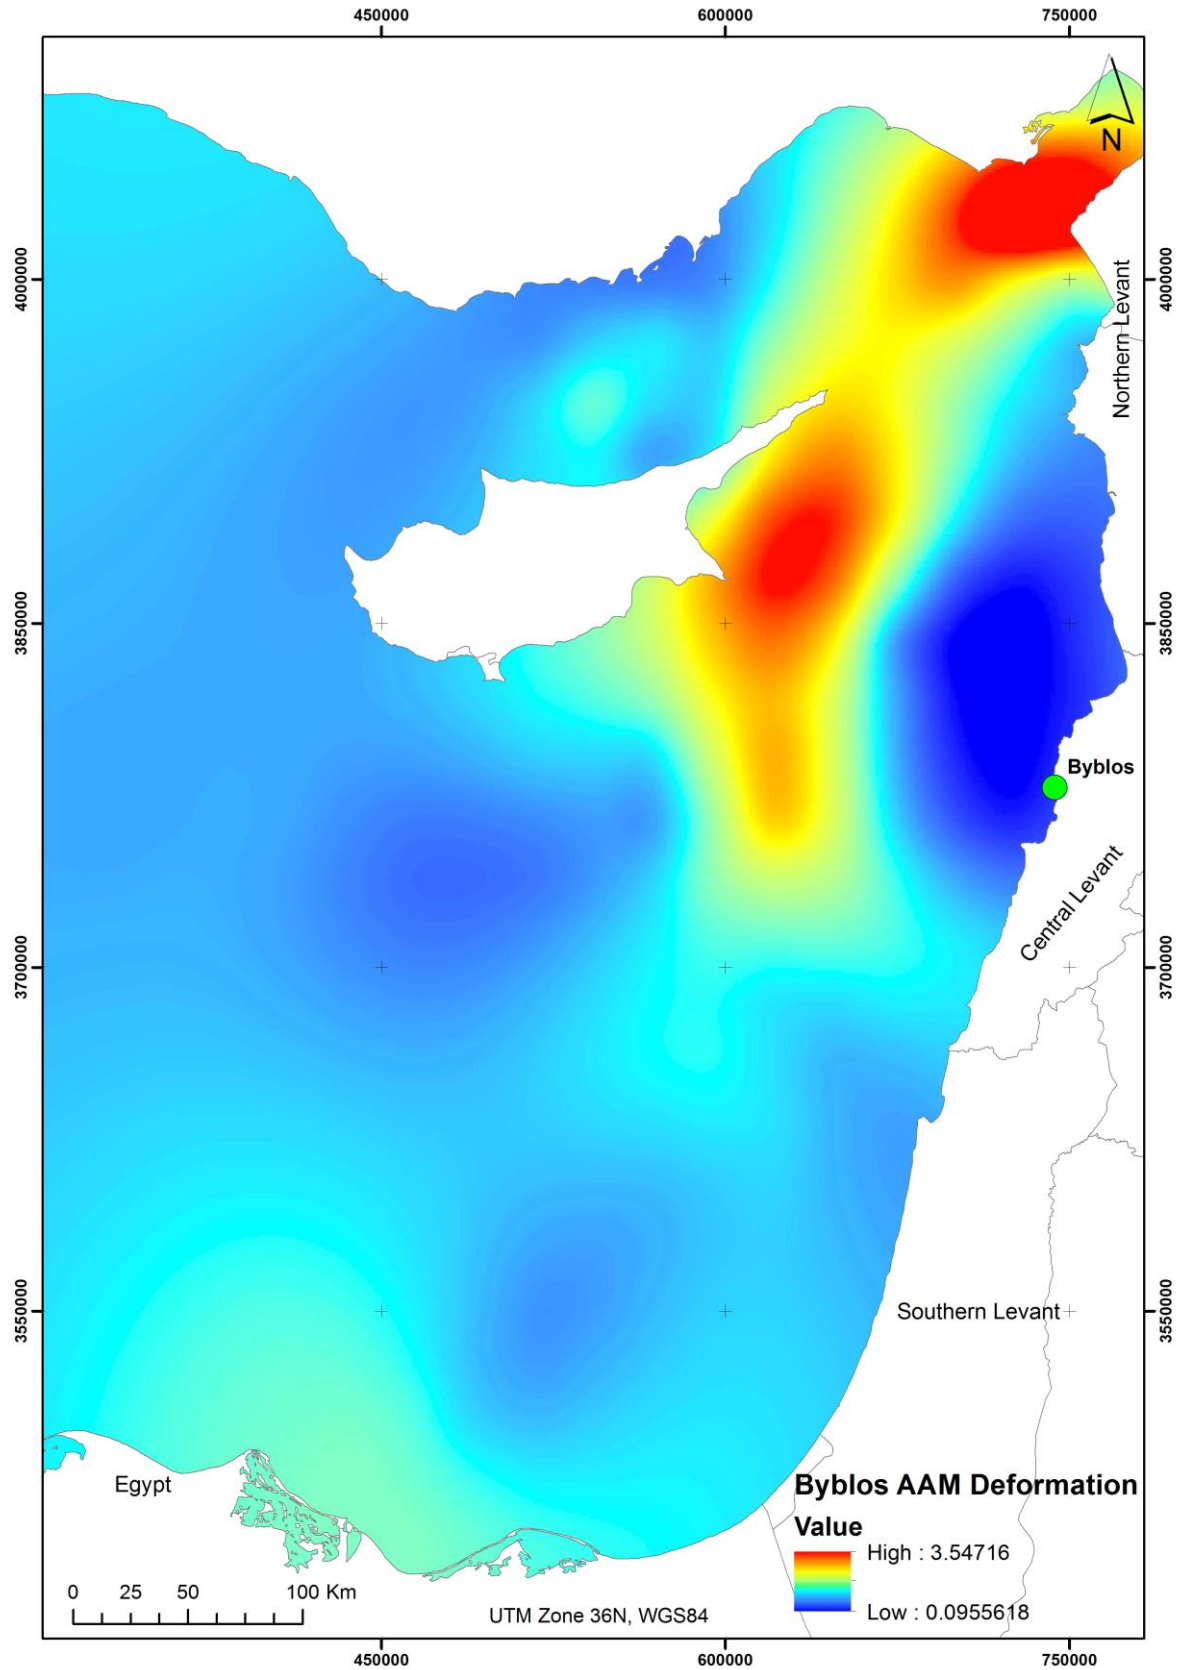 450000 600000 750000
N
4000000 4000000
Northern Levant
3850000 3850000
Byblos
Central Levant
3700000 3700000
3550000 Southern Levant 3550000
Egypt
Byblos AAM Deformation
Value
High : 3.54716
Low : 0.0955618
0 25 50 100 Km
UTM Zone 36N, WGS84
450000 600000 750000